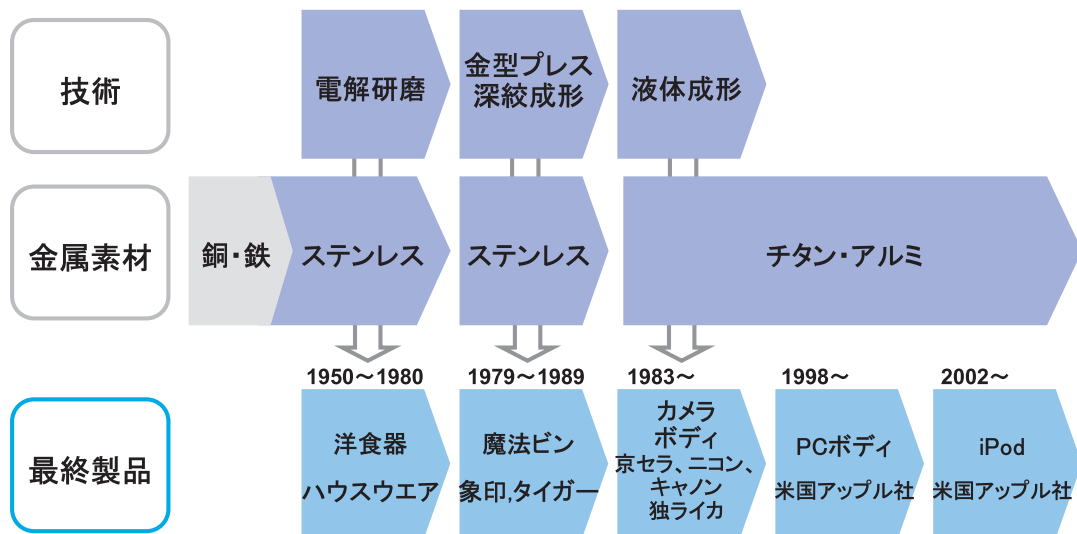 技術
電解研磨
金型プレス
深絞成形
液体成形
金属素材
銅・鉄
ステンレス
ステンレス
チタン・アルミ
1950～1980
1979～1989
1983～
1998～
2002～
最終製品
洋食器
ハウスウエア
魔法ビン
象印,タイガー
カメラ
ボディ
京セラ、ニコン、
キャノン
独ライカ
PCボディ
米国アップル社
iPod
米国アップル社